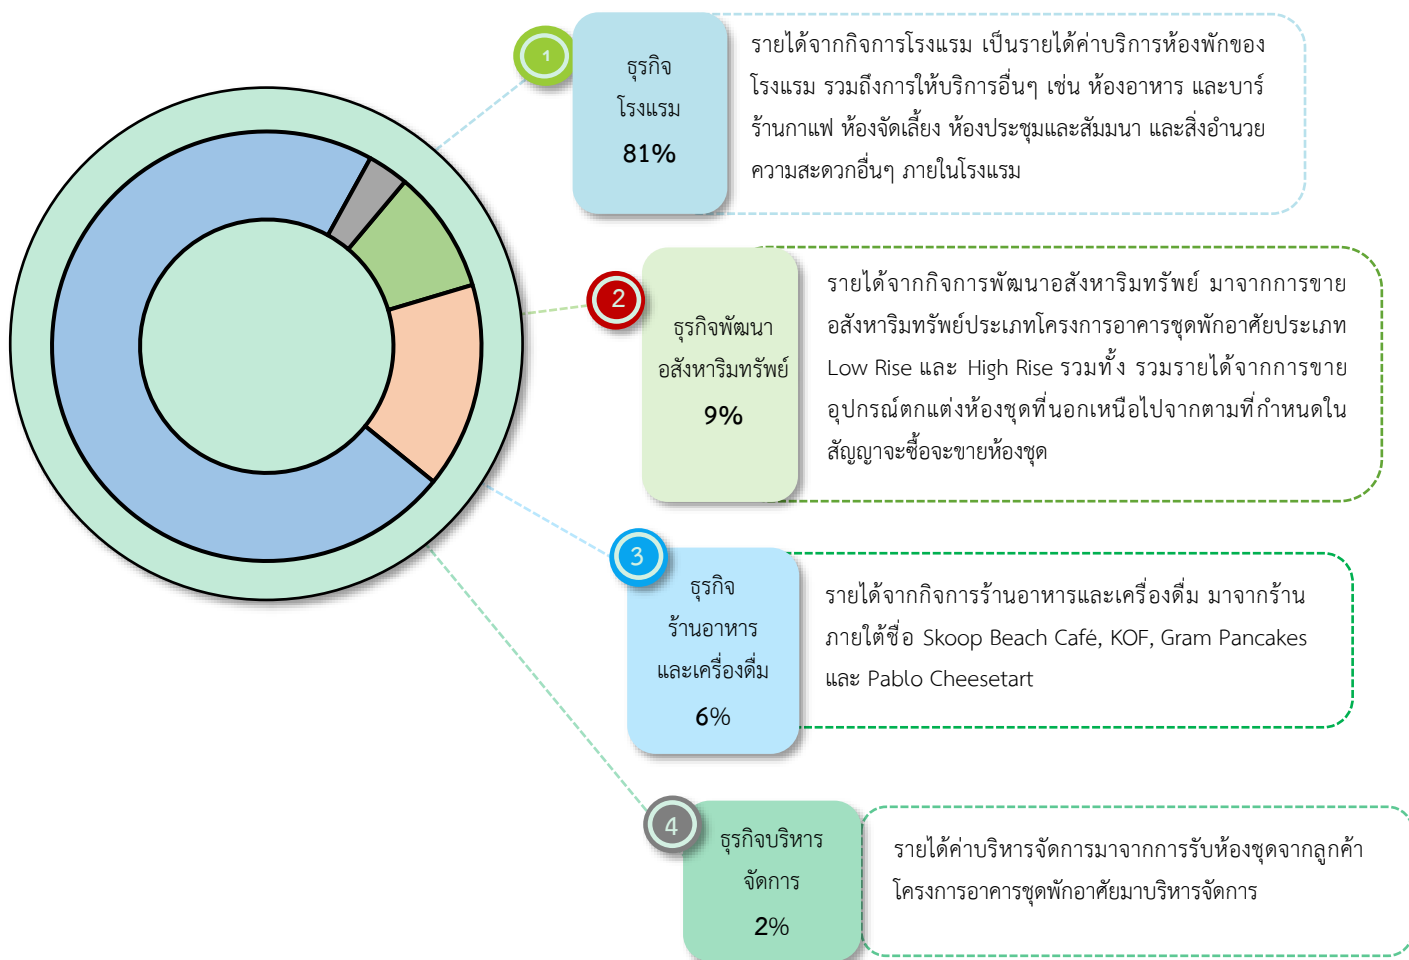 1
ธุรกิจ
โรงแรม
81%
รายได้จากกิจการโรงแรม เป็นรายได้ค่าบริการห้องพักของ
โรงแรม รวมถึงการให้บริการอื่นๆ เช่น ห้องอาหาร และบาร์
ร้านกาแฟ ห้องจัดเลี้ยง ห้องประชุมและสัมมนา และสิ่งอำนวย
ความสะดวกอื่นๆ ภายในโรงแรม
2
ธุรกิจพัฒนา
อสังหาริมทรัพย์
9%
รายได้จากกิจการพัฒนาอสังหาริมทรัพย์ มาจากการขาย
อสังหาริมทรัพย์ประเภทโครงการอาคารชุดพักอาศัยประเภท
Low Rise และ High Rise รวมทั้ง รวมรายได้จากการขาย
อุปกรณ์ตกแต่งห้องชุดที่นอกเหนือไปจากตามที่กำหนดใน
สัญญาจะซื้อจะขายห้องชุด
3
ธุรกิจ
ร้านอาหาร
และเครื่องดื่ม
6%
รายได้จากกิจการร้านอาหารและเครื่องดื่ม มาจากร้าน
ภายใต้ชื่อ Skoop Beach Café, KOF, Gram Pancakes
และ Pablo Cheesetart
4
ธุรกิจบริหาร
จัดการ
2%
รายได้ค่าบริหารจัดการมาจากการรับห้องชุดจากลูกค้า
โครงการอาคารชุดพักอาศัยมาบริหารจัดการ